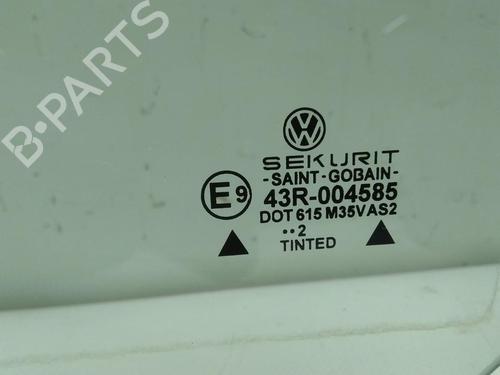 B-PARTS
SEKURIT
-SAINT-GOBAIN-
E9
43R-004585
DOT 615 M35VAS2
••2
TINTED